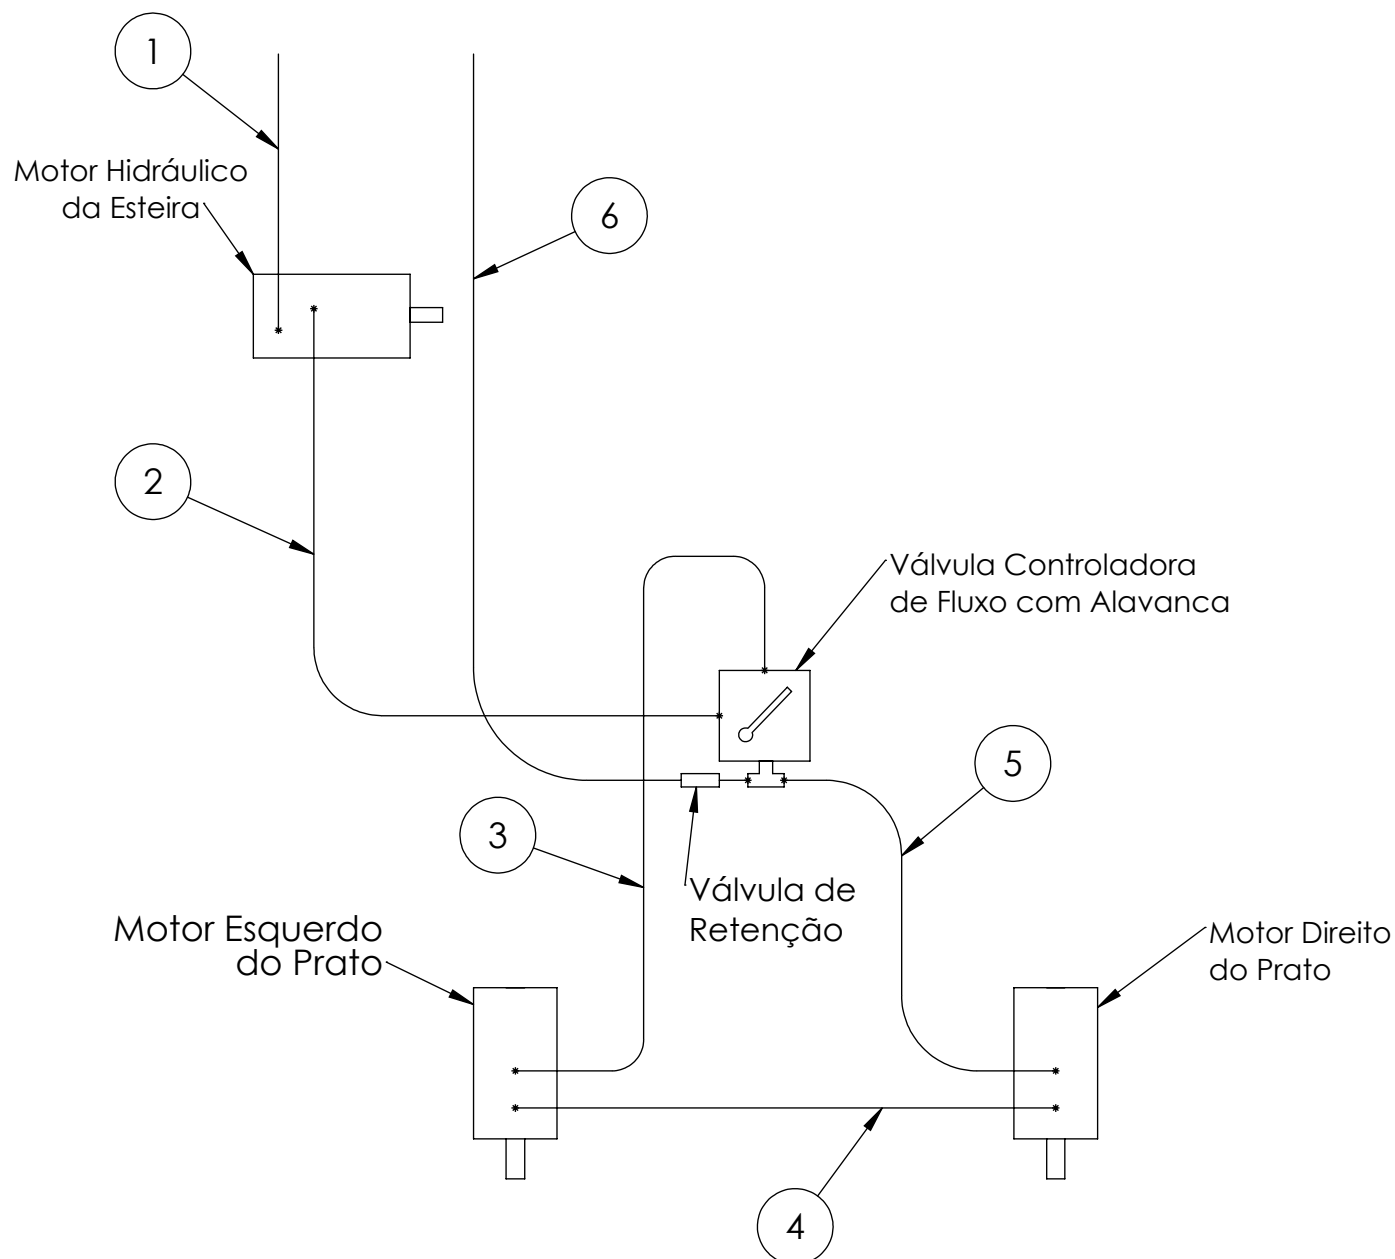 1
Motor Hidráulico
da Esteira
6
2
Válvula Controladora
de Fluxo com Alavanca
5
3
Válvula de
Retenção
Motor Esquerdo
do Prato
Motor Direito
do Prato
4